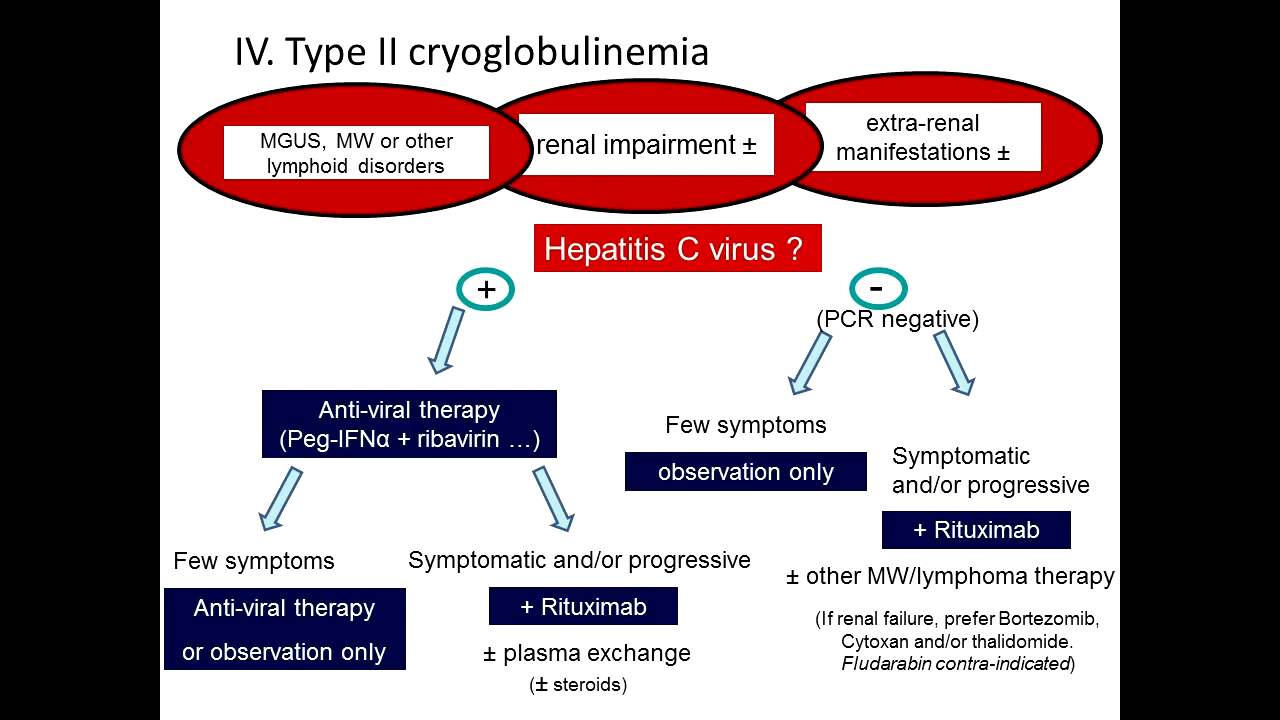 IV. Type II cryoglobulinemia
MGUS, MW or other
lymphoid disorders
renal impairment ±
extra-renal
manifestations ±
Hepatitis C virus ?
+
-
(PCR negative)
Anti-viral therapy
(Peg-IFNα + ribavirin …)
Few symptoms
observation only
Symptomatic
and/or progressive
+ Rituximab
± other MW/lymphoma therapy
(If renal failure, prefer Bortezomib,
Cytoxan and/or thalidomide.
Fludarabin contra-indicated)
Few symptoms
Anti-viral therapy
or observation only
Symptomatic and/or progressive
+ Rituximab
± plasma exchange
(± steroids)